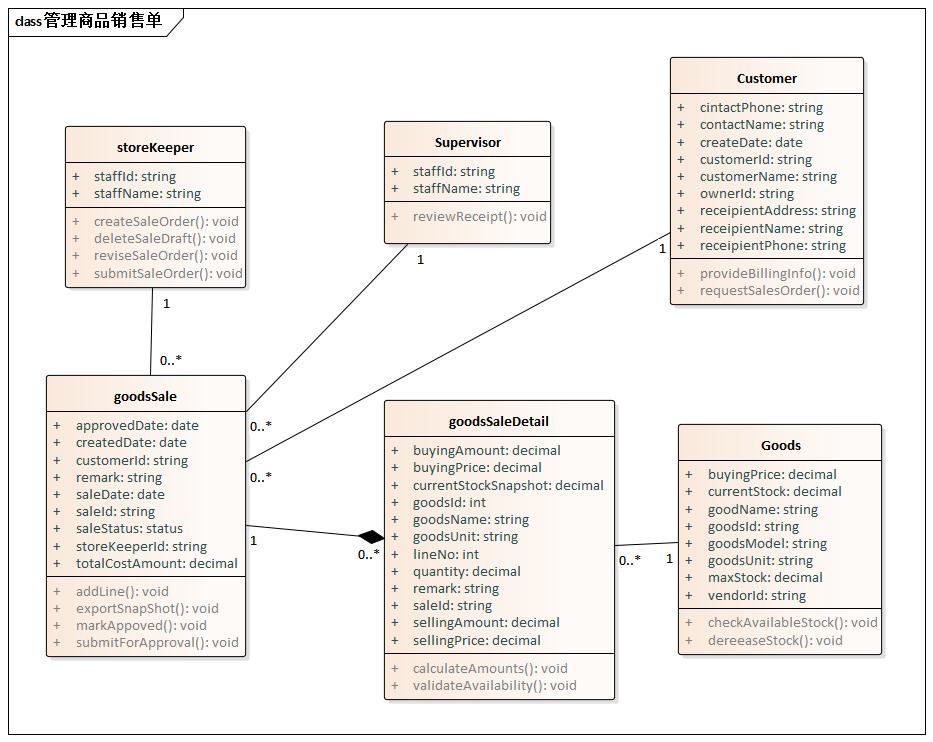 class 管理商品销售单
storeKeeper
+ staffId: string
+ staffName: string
+ createSaleOrder(): void
+ deleteSaleDraft(): void
+ reviseSaleOrder(): void
+ submitSaleOrder(): void
1
0..*
Supervisor
+ staffId: string
+ staffName: string
+ reviewReceipt(): void
1
0..*
Customer
+ cintactPhone: string
+ contactName: string
+ createDate: date
+ customerId: string
+ customerName: string
+ ownerId: string
+ receipientAddress: string
+ receipientName: string
+ receipientPhone: string
+ provideBillingInfo(): void
+ requestSalesOrder(): void
1
0..*
goodsSale
+ approvedDate: date
+ createdDate: date
+ customerId: string
+ remark: string
+ saleDate: date
+ saleId: string
+ saleStatus: status
+ storeKeeperId: string
+ totalCostAmount: decimal
+ addLine(): void
+ exportSnapShot(): void
+ markAppoved(): void
+ submitForApproval(): void
1
0..*
goodsSaleDetail
+ buyingAmount: decimal
+ buyingPrice: decimal
+ currentStockSnapshot: decimal
+ goodsId: int
+ goodsName: string
+ goodsUnit: string
+ lineNo: int
+ quantity: decimal
+ remark: string
+ saleId: string
+ sellingAmount: decimal
+ sellingPrice: decimal
+ calculateAmounts(): void
+ validateAvailability(): void
0..*
1
Goods
+ buyingPrice: decimal
+ currentStock: decimal
+ goodName: string
+ goodsId: string
+ goodsModel: string
+ goodsUnit: string
+ maxStock: decimal
+ vendorId: string
+ checkAvailableStock(): void
+ dereeaseStock(): void